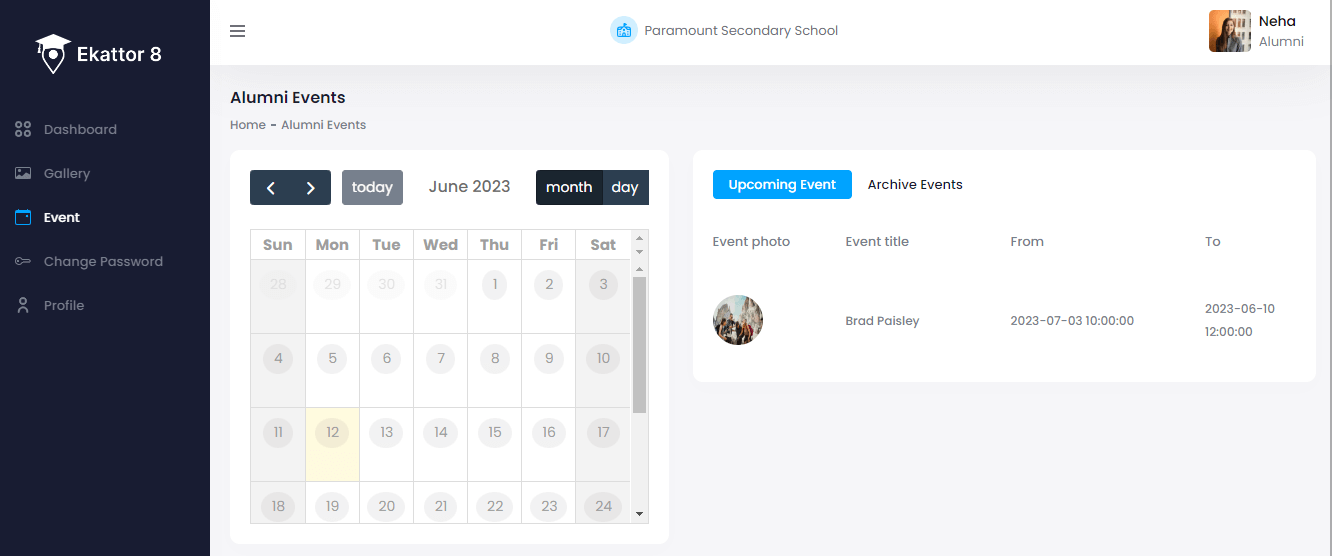 Ekattor 8
Dashboard
Gallery
Event
Change Password
Profile
Paramount Secondary School
Neha
Alumni
Alumni Events
Home - Alumni Events
today
June 2023
month day
Sun Mon Tue Wed Thu Fri Sat
28 29 30 31 1 2 3
4 5 6 7 8 9 10
11 12 13 14 15 16 17
18 19 20 21 22 23 24
Upcoming Event Archive Events
Event photo Event title From To
Brad Paisley 2023-07-03 10:00:00 2023-06-10
12:00:00